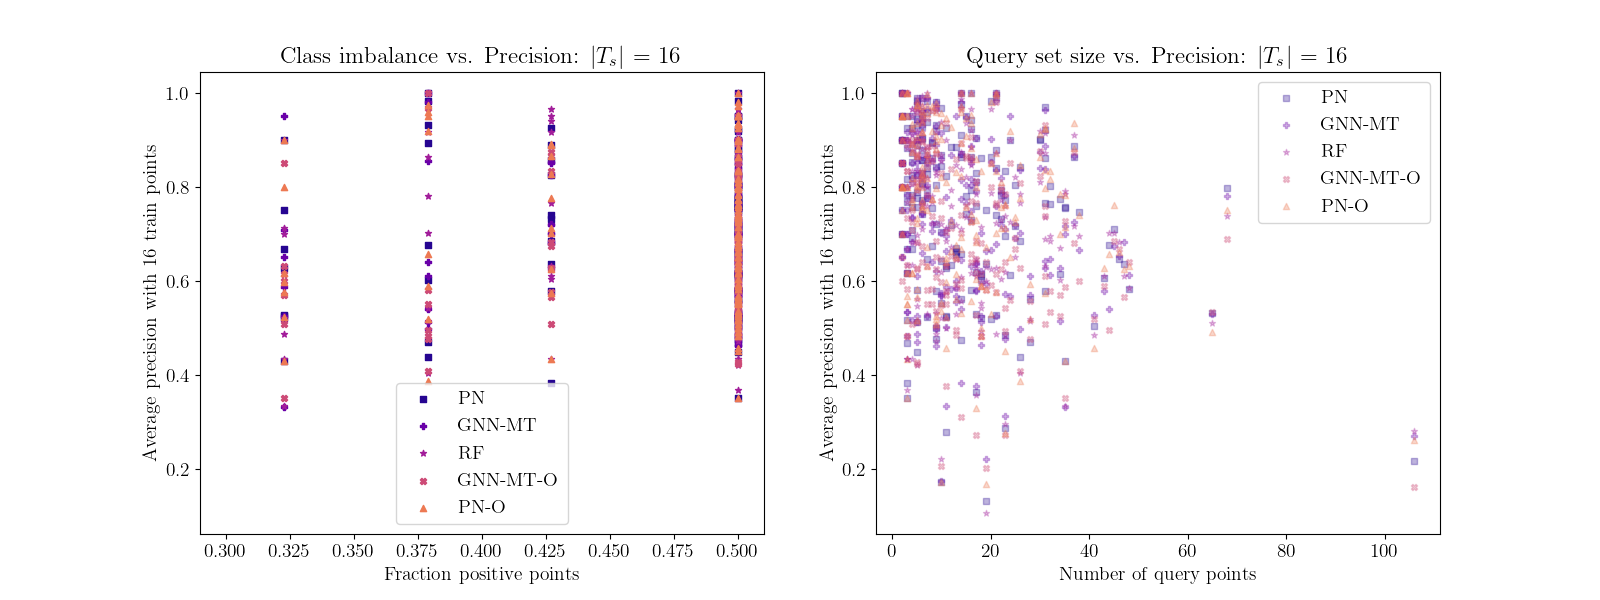 Class imbalance vs. Precision: |Tₛ| = 16
Average precision with 16 train points
1.0
0.8
0.6
0.4
0.2
PN
GNN-MT
RF
GNN-MT-O
PN-O
0.300 0.325 0.350 0.375 0.400 0.425 0.450 0.475 0.500
Fraction positive points
Query set size vs. Precision: |Tₛ| = 16
Average precision with 16 train points
1.0
0.8
0.6
0.4
0.2
PN
GNN-MT
RF
GNN-MT-O
PN-O
0 20 40 60 80 100
Number of query points